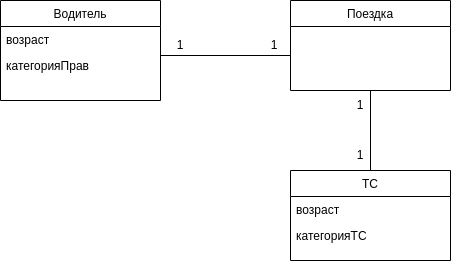 Водитель
возраст
категорияПрав
1
1
Поездка
1
1
ТС
возраст
категорияТС